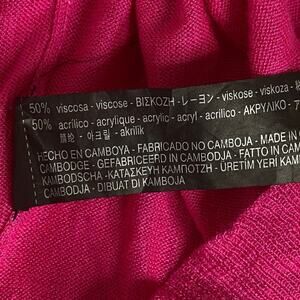 50% viscosa - viscose - ΒΙΣΚΟΖΗ - レーヨン - viskose - viskoza -
50% acrilico - acrylique - acrylic - acryl - acrilico - ΑΚΡΥΛΙΚΟ -
腈纶 - 아크릴 - akrilik
HECHO EN CAMBOYA - FABRICADO NO CAMBOJA - MADE IN
CAMBODGE - GEFABRICEERD IN CAMBODJA - FATTO IN CAM
KAMBODSCHA - ΚΑΤΑΣΚΕΥΗ ΚΑΜΠΟΤΖΗ - URETIM YERI KAM
CAMBODJA - DIBUAT DI KAMBOJA